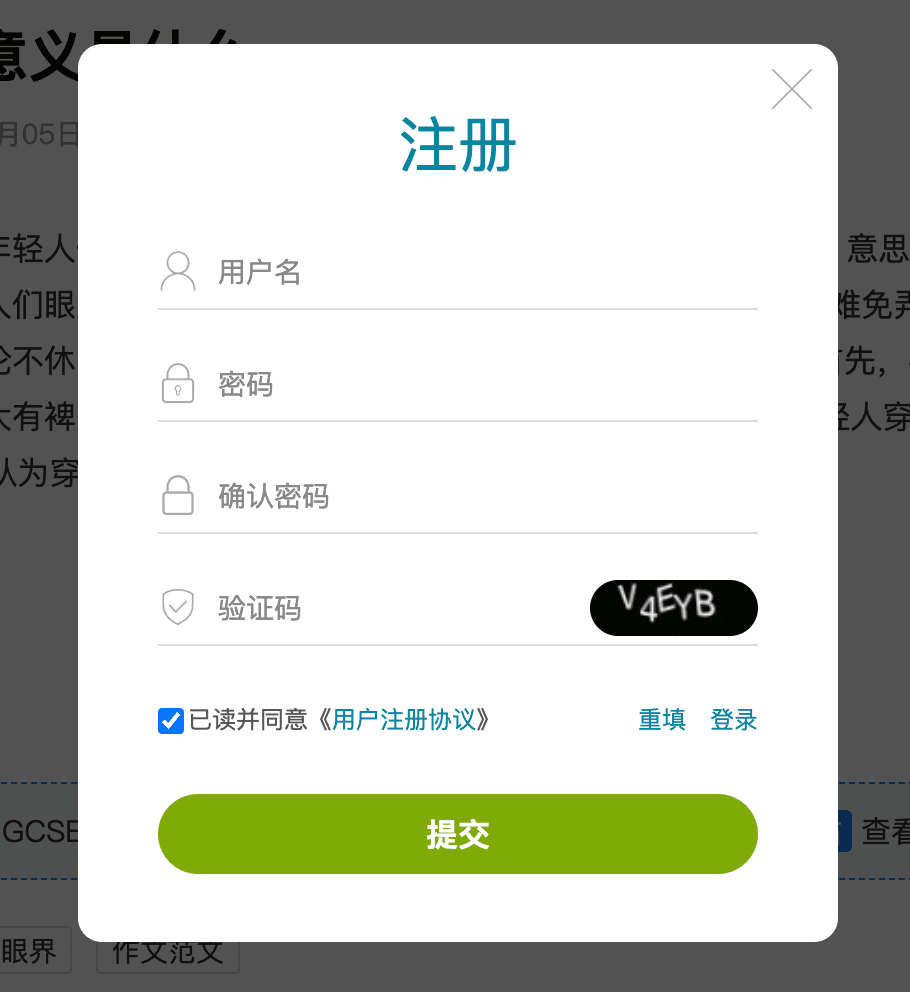 意义是什么
月05日
注册
年轻人
意思
人们眼
难免弄
用户名
论不休
首先，
大有裨
轻人穿
密码
认为穿
确认密码
验证码
V4EYB
已读并同意《用户注册协议》 重填 登录
GCSE
查看
提交
眼界
作文范文